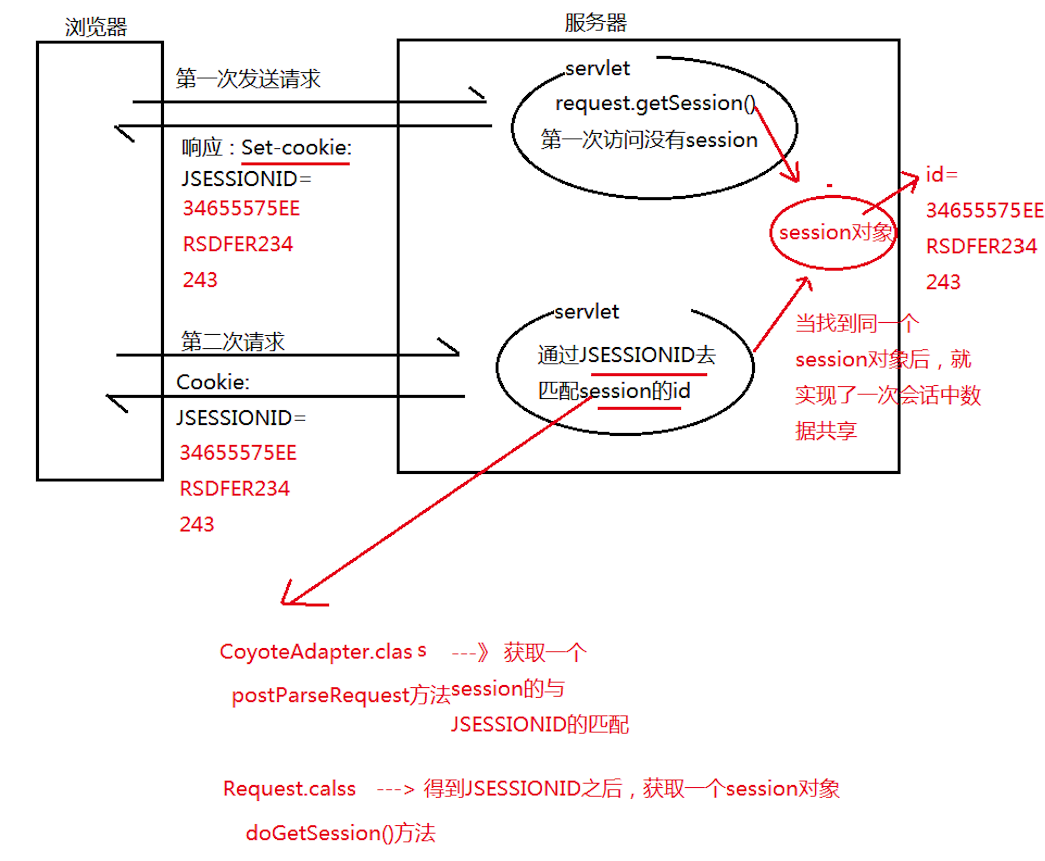 浏览器
服务器
第一次发送请求
servlet
request.getSession()
第一次访问没有session
响应：Set-cookie:
JSESSIONID=
34655575EE
RSDFER234
243
session对象
id=
34655575EE
RSDFER234
243
第二次请求
Cookie:
JSESSIONID=
34655575EE
RSDFER234
243
servlet
通过JSESSIONID去
匹配session的id
当找到同一个
session对象后，就
实现了一次会话中数
据共享
CoyoteAdapter.class ---》 获取一个
postParseRequest方法 session的与
JSESSIONID的匹配
Request.calss ---> 得到JSESSIONID之后，获取一个session对象
doGetSession()方法